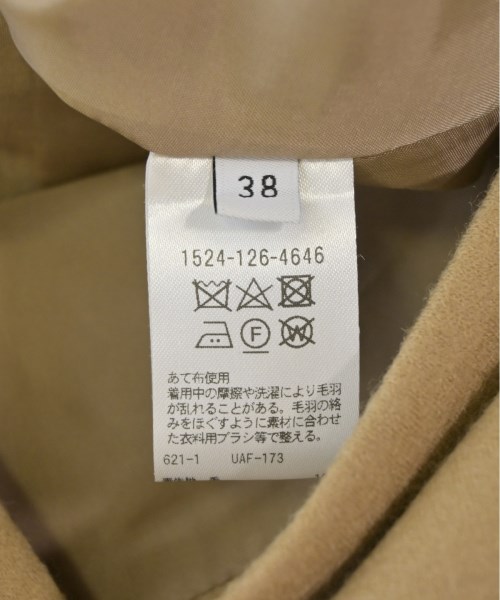 38
1524-126-4646
F
W
あて布使用
着用中の摩擦や洗濯により毛羽
が乱れることがある。毛羽の絡
みをほぐすように素材に合わせ
た衣料用ブラシ等で整える。
621-1 UAF-173